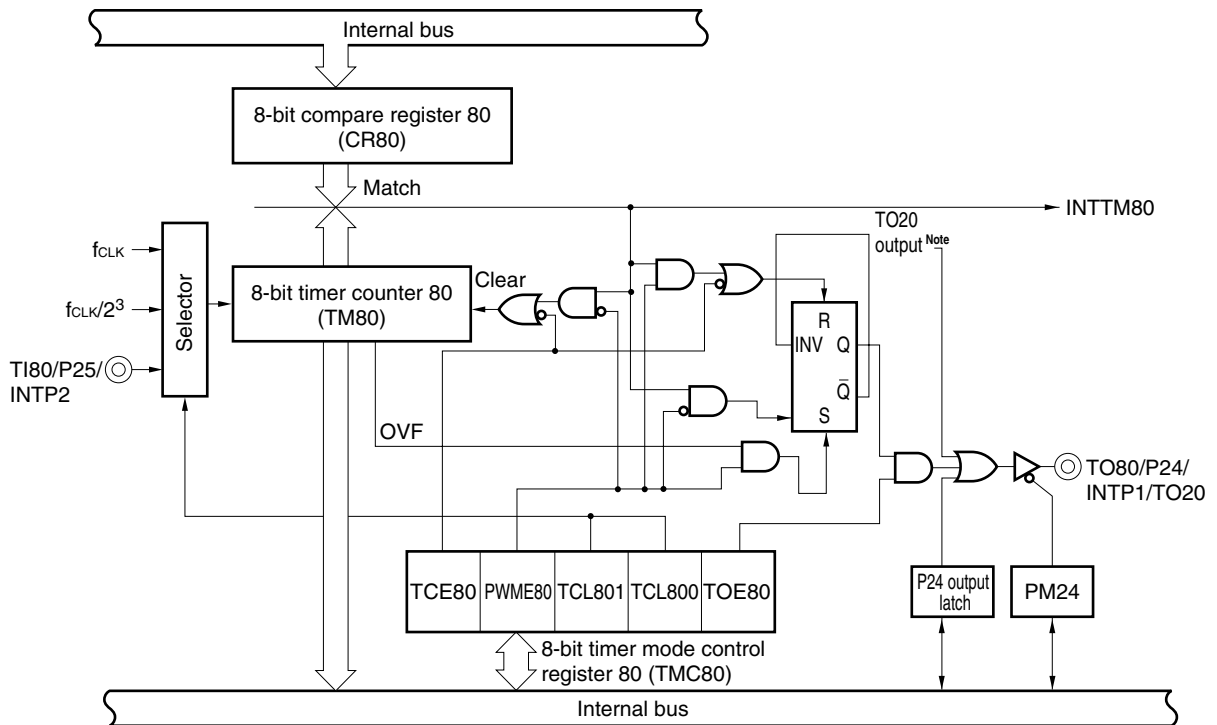 Internal bus
8-bit compare register 80
(CR80)
Match
INTTM80
TO20
output Note
Selector
fCLK
fCLK/2³
TI80/P25/
INTP2
8-bit timer counter 80
(TM80)
Clear
R
INV
Q
Q̅
S
OVF
TO80/P24/
INTP1/TO20
TCE80
PWME80
TCL801
TCL800
TOE80
P24 output
latch
PM24
8-bit timer mode control
register 80 (TMC80)
Internal bus